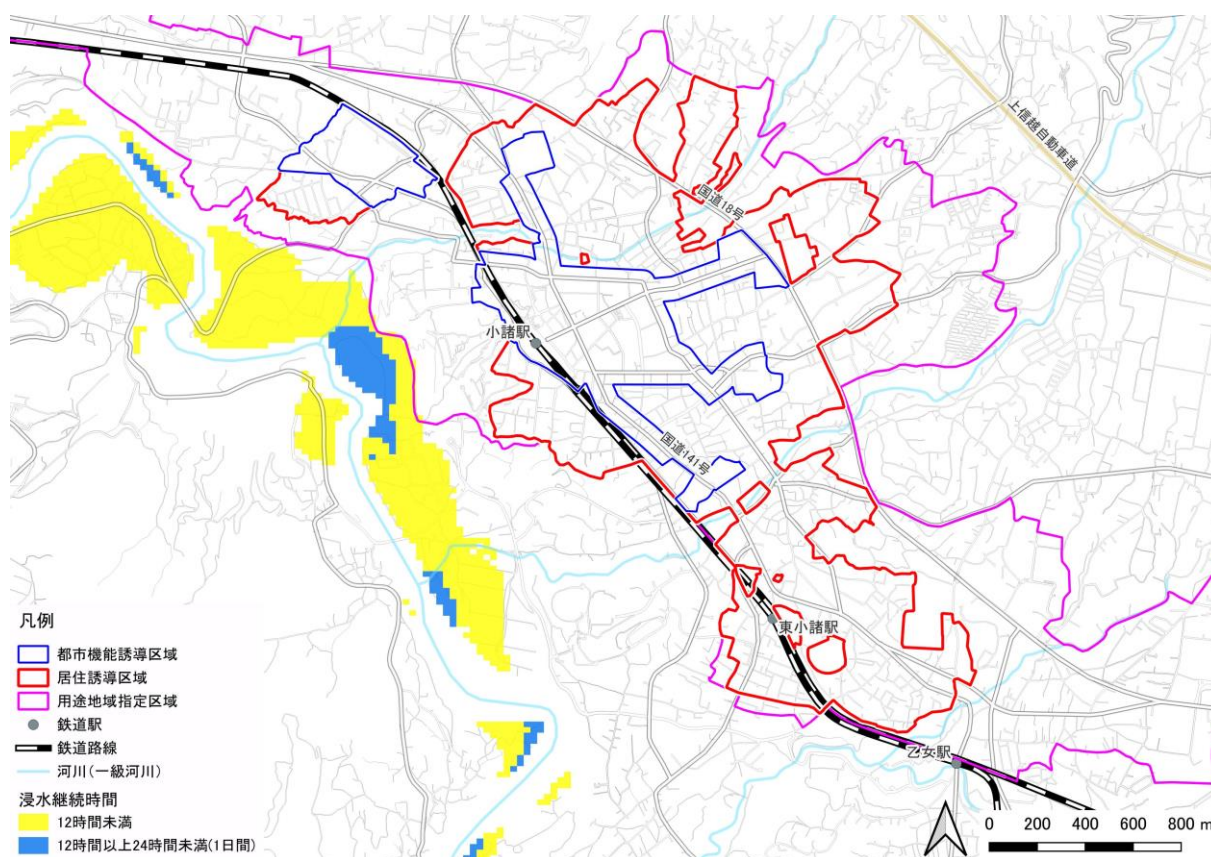 上信越自動車道
国道18号
小諸駅
国道141号
東小諸駅
乙女駅
凡例
都市機能誘導区域
居住誘導区域
用途地域指定区域
鉄道駅
鉄道路線
河川(一級河川)
浸水継続時間
12時間未満
12時間以上24時間未満(1日間)
0 200 400 600 800 m